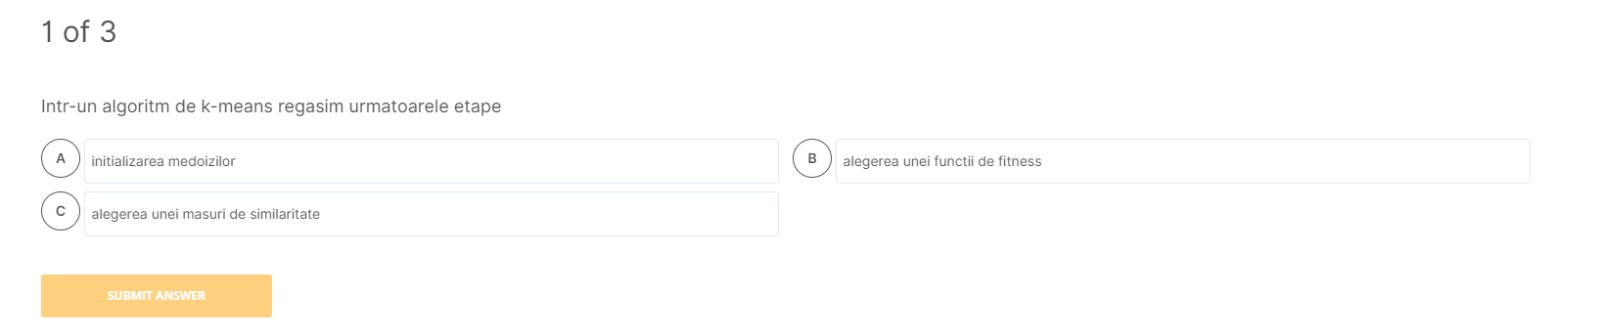 1 of 3
Intr-un algoritm de k-means regasim urmatoarele etape
A initializarea medoizilor
B alegerea unei functii de fitness
C alegerea unei masuri de similaritate
SUBMIT ANSWER